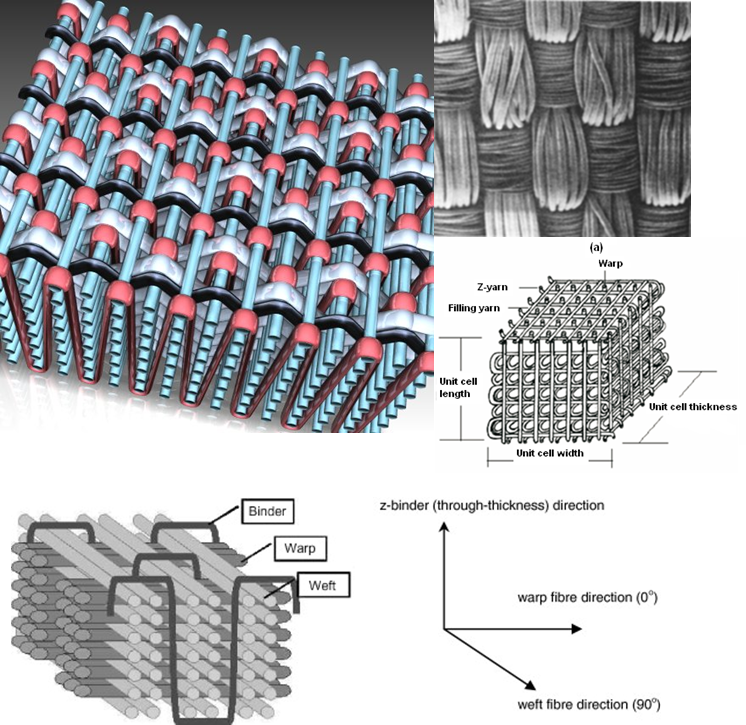 (a)
Warp
Z-yarn
Filling yarn
Unit cell
length
Unit cell thickness
Unit cell width
Binder
Warp
Weft
z-binder (through-thickness) direction
warp fibre direction (0°)
weft fibre direction (90°)